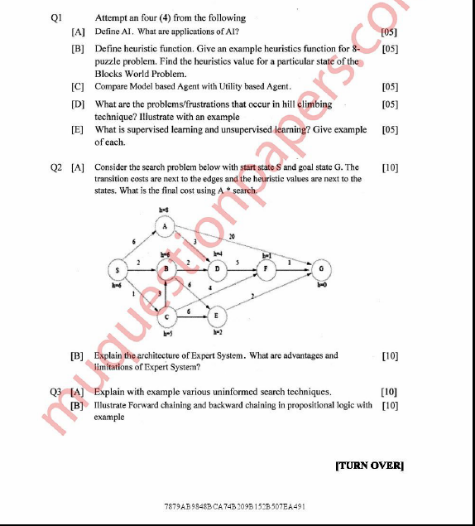 Q1 Attempt an four (4) from the following
[A] Define AI. What are applications of AI? [05]
[B] Define heuristic function. Give an example heuristics function for 8- [05]
puzzle problem. Find the heuristics value for a particular state of the
Blocks World Problem.
[C] Compare Model based Agent with Utility based Agent. [05]
[D] What are the problems/frustrations that occur in hill climbing [05]
technique? Illustrate with an example
[E] What is supervised learning and unsupervised learning? Give example [05]
of each.
Q2 [A] Consider the search problem below with start state S and goal state G. The [10]
transition costs are next to the edges and the heuristic values are next to the
states. What is the final cost using A * search.
h=8
A
20
6
3
h=4
h=1
2
B
2
D
5
F
1
G
S
h=6
h=0
1
3
6
4
2
C
6
E
h=2
[B] Explain the architecture of Expert System. What are advantages and [10]
limitations of Expert System?
Q3 [A] Explain with example various uninformed search techniques. [10]
[B] Illustrate Forward chaining and backward chaining in propositional logic with [10]
example
[TURN OVER]
muquestionpapers.com